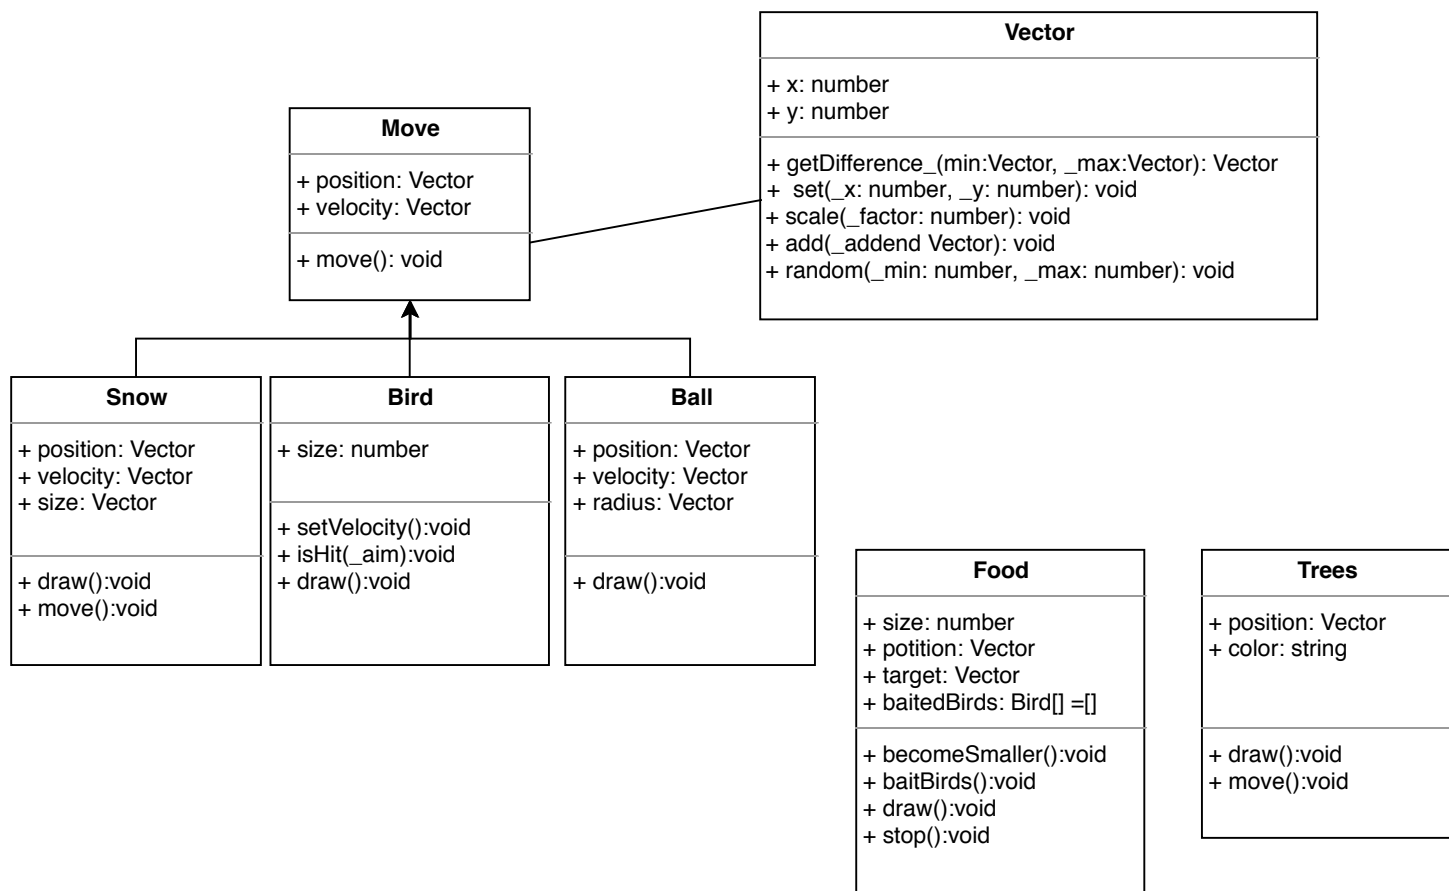 Vector
+ x: number
+ y: number
+ getDifference_(min:Vector, _max:Vector): Vector
+  set(_x: number, _y: number): void
+ scale(_factor: number): void
+ add(_addend Vector): void
+ random(_min: number, _max: number): void
Move
+ position: Vector
+ velocity: Vector
+ move(): void
Snow
+ position: Vector
+ velocity: Vector
+ size: Vector
+ draw():void
+ move():void
Bird
+ size: number
+ setVelocity():void
+ isHit(_aim):void
+ draw():void
Ball
+ position: Vector
+ velocity: Vector
+ radius: Vector
+ draw():void
Food
+ size: number
+ potition: Vector
+ target: Vector
+ baitedBirds: Bird[] =[]
+ becomeSmaller():void
+ baitBirds():void
+ draw():void
+ stop():void
Trees
+ position: Vector
+ color: string
+ draw():void
+ move():void